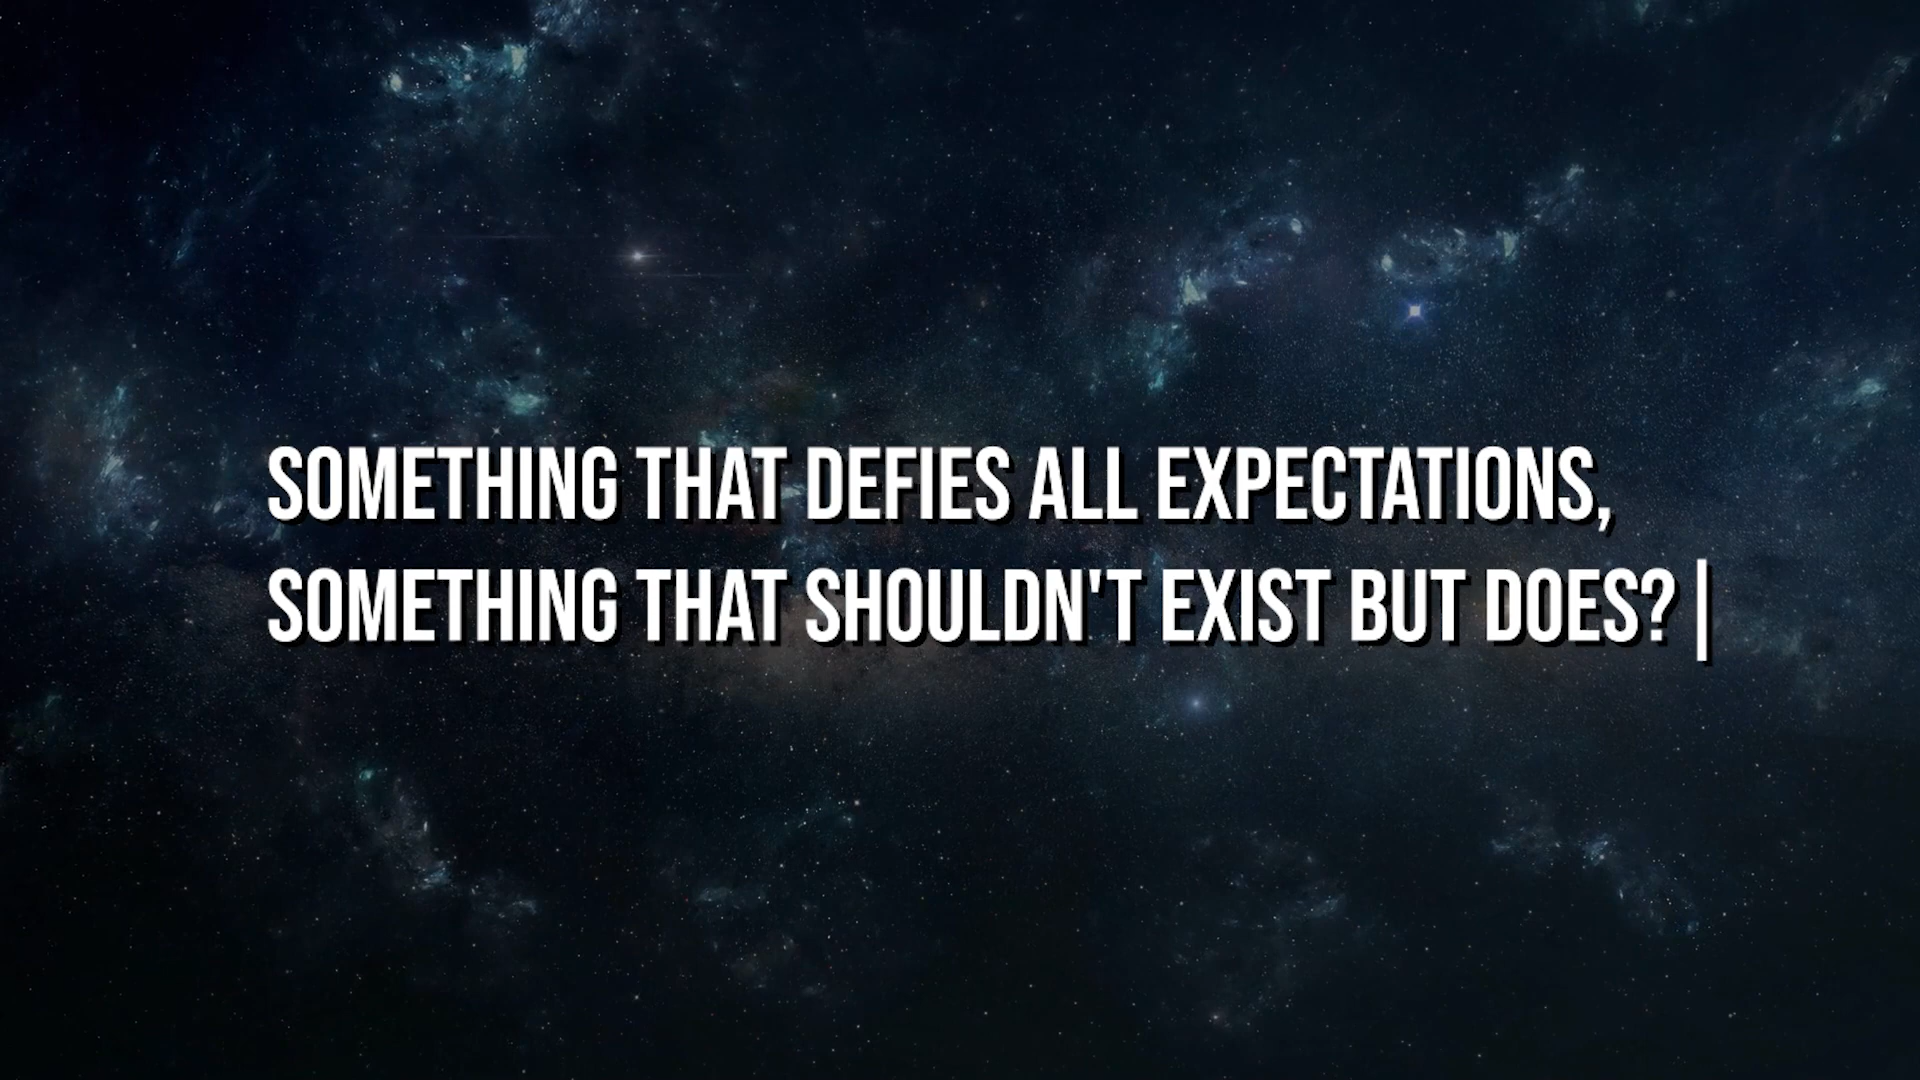 SOMETHING THAT DEFIES ALL EXPECTATIONS,
SOMETHING THAT SHOULDN'T EXIST BUT DOES? |